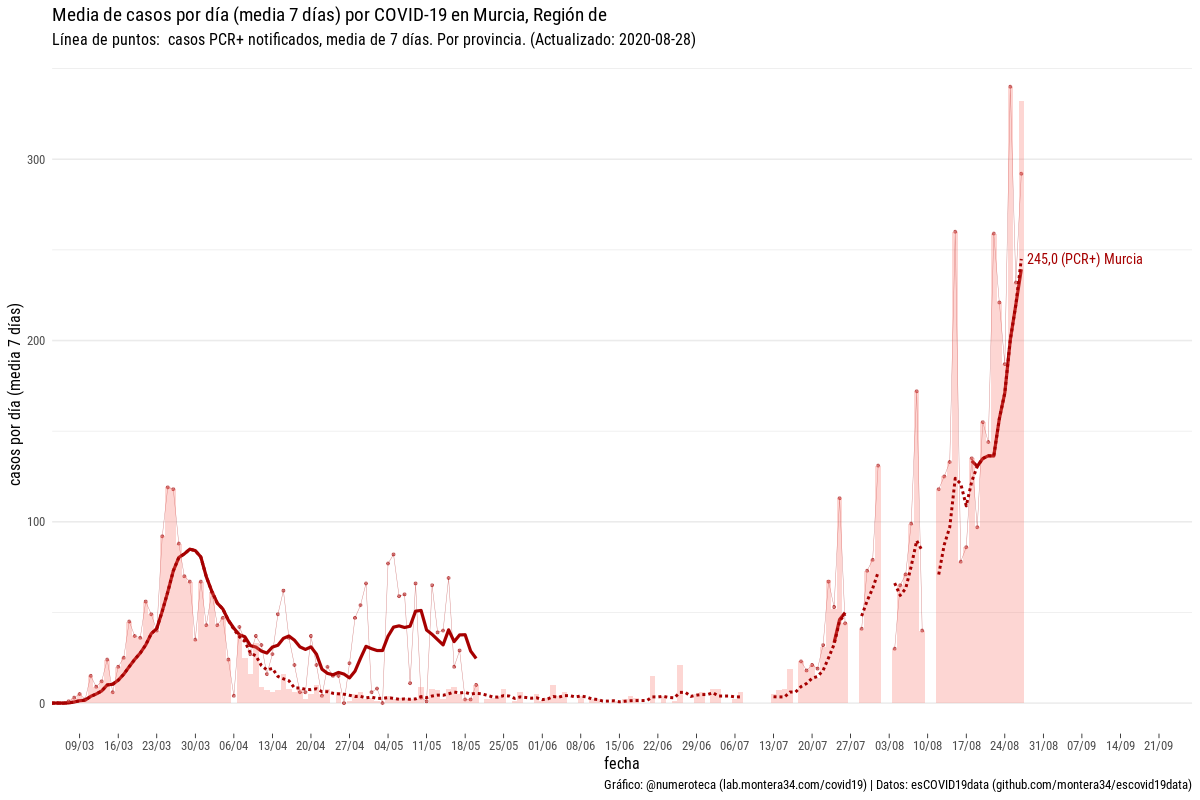 Media de casos por día (media 7 días) por COVID-19 en Murcia, Región de
Línea de puntos:  casos PCR+ notificados, media de 7 días. Por provincia. (Actualizado: 2020-08-28)
casos por día (media 7 días)
300
200
100
0
245,0 (PCR+) Murcia
09/03 16/03 23/03 30/03 06/04 13/04 20/04 27/04 04/05 11/05 18/05 25/05 01/06 08/06 15/06 22/06 29/06 06/07 13/07 20/07 27/07 03/08 10/08 17/08 24/08 31/08 07/09 14/09 21/09
fecha
Gráfico: @numeroteca (lab.montera34.com/covid19) | Datos: esCOVID19data (github.com/montera34/escovid19data)